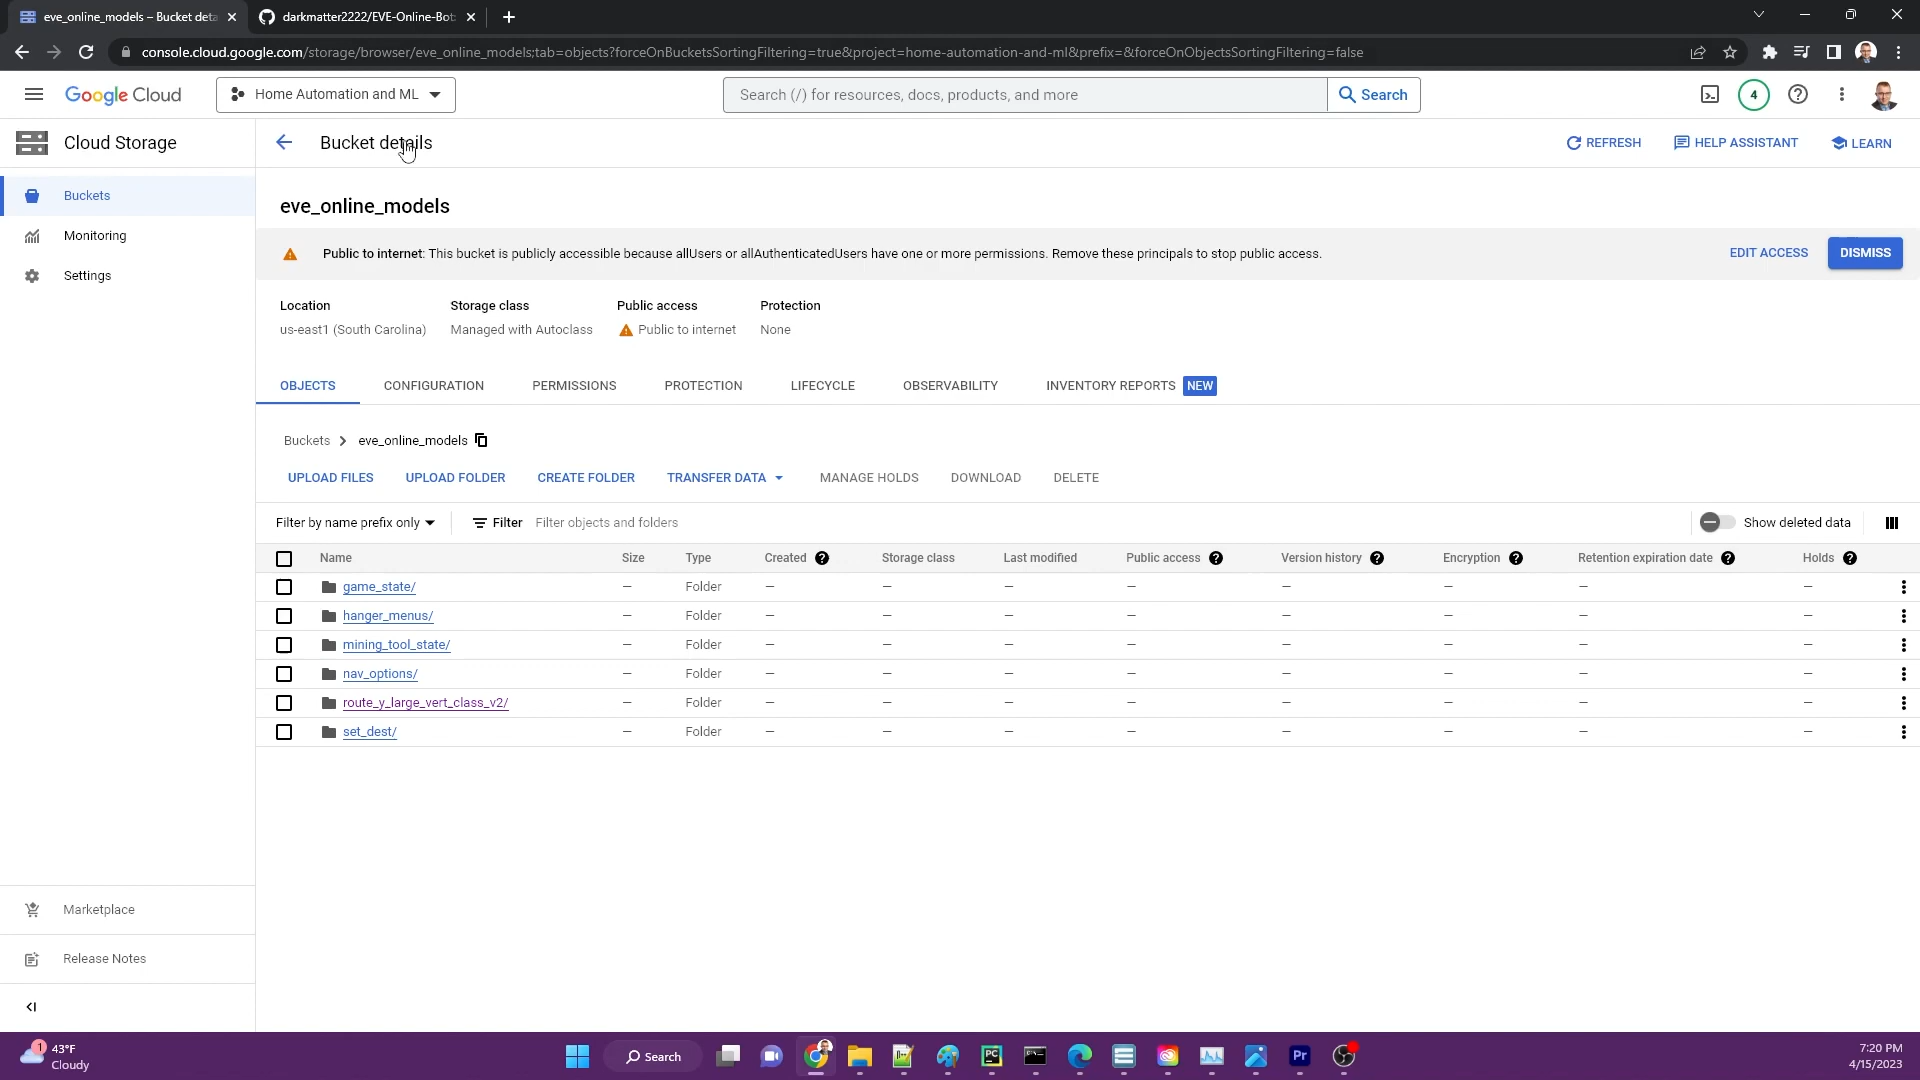 eve_online_models – Bucket deta
darkmatter2222/EVE-Online-Bot:
console.cloud.google.com/storage/browser/eve_online_models;tab=objects?forceOnBucketsSortingFiltering=true&project=home-automation-and-ml&prefix=&forceOnObjectsSortingFiltering=false
Google Cloud
Home Automation and ML
Search (/) for resources, docs, products, and more
Search
4
Cloud Storage
Bucket details
REFRESH
HELP ASSISTANT
LEARN
Buckets
Monitoring
Settings
eve_online_models
Public to internet: This bucket is publicly accessible because allUsers or allAuthenticatedUsers have one or more permissions. Remove these principals to stop public access.
EDIT ACCESS
DISMISS
Location Storage class Public access Protection
us-east1 (South Carolina) Managed with Autoclass Public to internet None
OBJECTS CONFIGURATION PERMISSIONS PROTECTION LIFECYCLE OBSERVABILITY INVENTORY REPORTS NEW
Buckets > eve_online_models
UPLOAD FILES UPLOAD FOLDER CREATE FOLDER TRANSFER DATA MANAGE HOLDS DOWNLOAD DELETE
Filter by name prefix only Filter Filter objects and folders Show deleted data
Name Size Type Created Storage class Last modified Public access Version history Encryption Retention expiration date Holds
game_state/ — Folder — — — — — — — —
hanger_menus/ — Folder — — — — — — — —
mining_tool_state/ — Folder — — — — — — — —
nav_options/ — Folder — — — — — — — —
route_y_large_vert_class_v2/ — Folder — — — — — — — —
set_dest/ — Folder — — — — — — — —
Marketplace
Release Notes
1
43°F
Cloudy
Search
PC
Pr
7:20 PM
4/15/2023